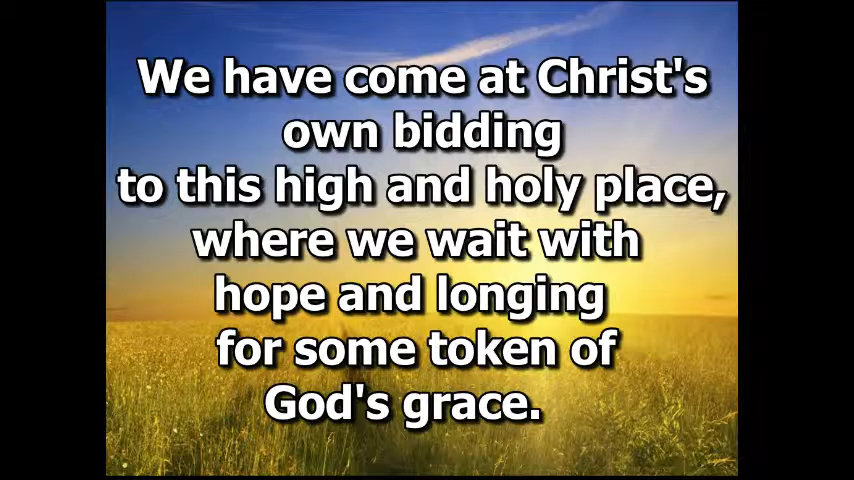 We have come at Christ's
own bidding
to this high and holy place,
where we wait with
hope and longing
for some token of
God's grace.